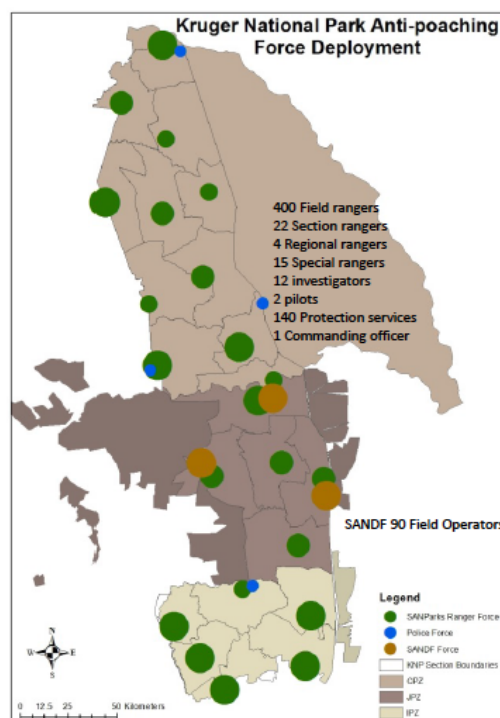 Kruger National Park Anti-poaching
Force Deployment
400 Field rangers
22 Section rangers
4 Regional rangers
15 Special rangers
12 investigators
2 pilots
140 Protection services
1 Commanding officer
SANDF 90 Field Operators
Legend
SANParks Ranger Force
Police Force
SANDF Force
KNP Section Boundaries
CPZ
JPZ
IPZ
N
W
E
S
0 12.5 25 50 Kilometers